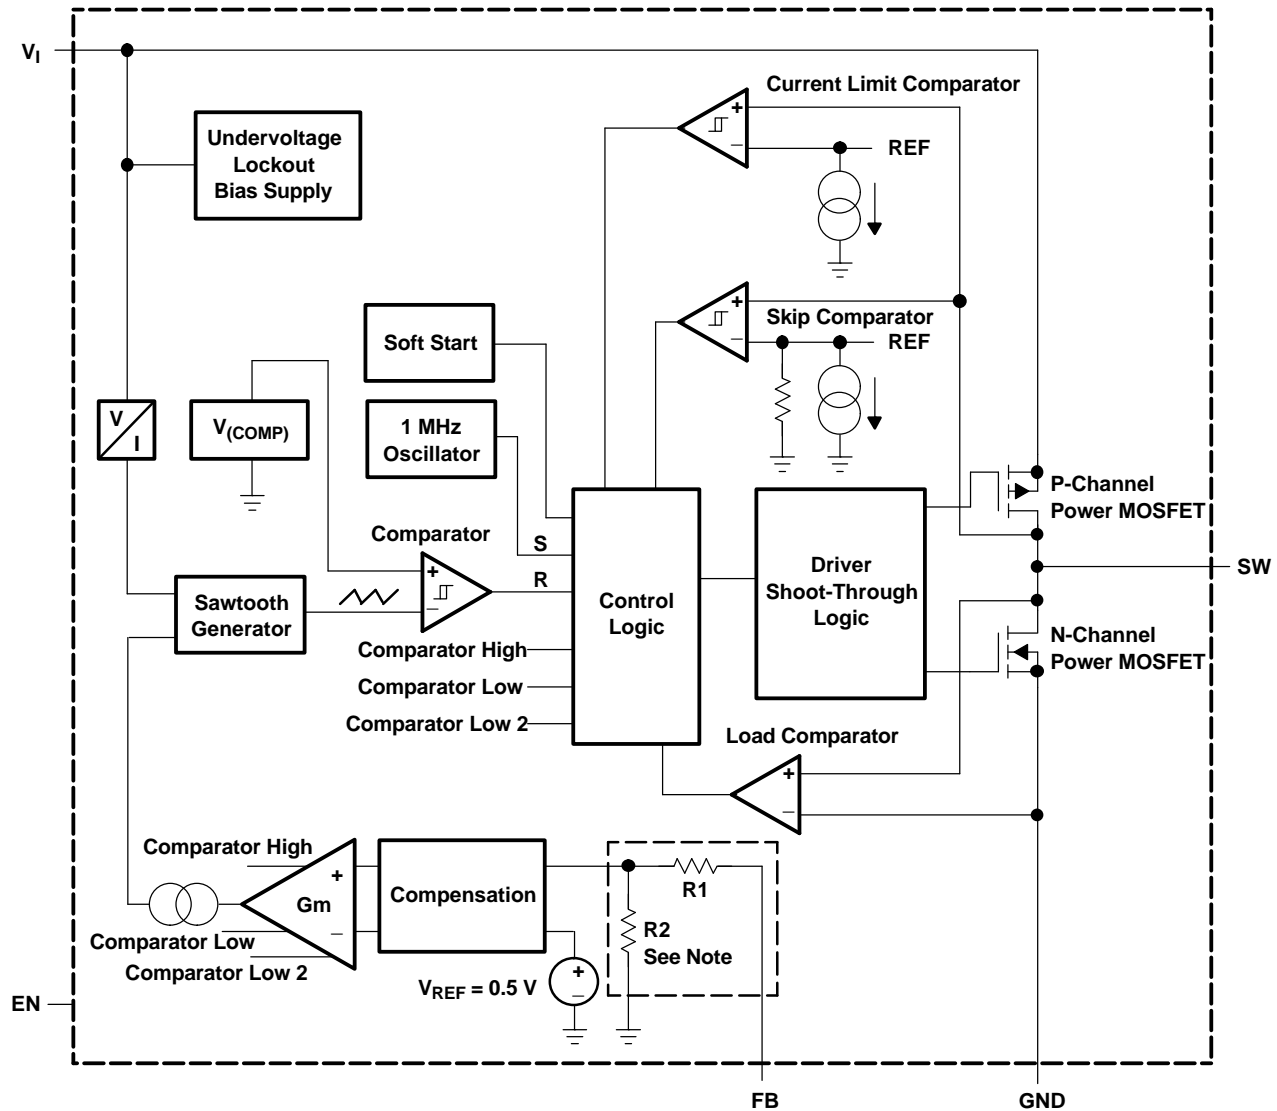 V_I
Current Limit Comparator
+
−
REF
Undervoltage
Lockout
Bias Supply
+
−
Skip Comparator
REF
Soft Start
V
I
V(COMP)
1 MHz
Oscillator
P-Channel
Power MOSFET
Comparator
+
−
S
R
Sawtooth
Generator
Control
Logic
Driver
Shoot-Through
Logic
SW
N-Channel
Power MOSFET
Comparator High
Comparator Low
Comparator Low 2
Load Comparator
+
−
Comparator High
+
Gm
−
Compensation
R1
R2
See Note
Comparator Low
Comparator Low 2
VREF = 0.5 V
+
−
EN
FB
GND